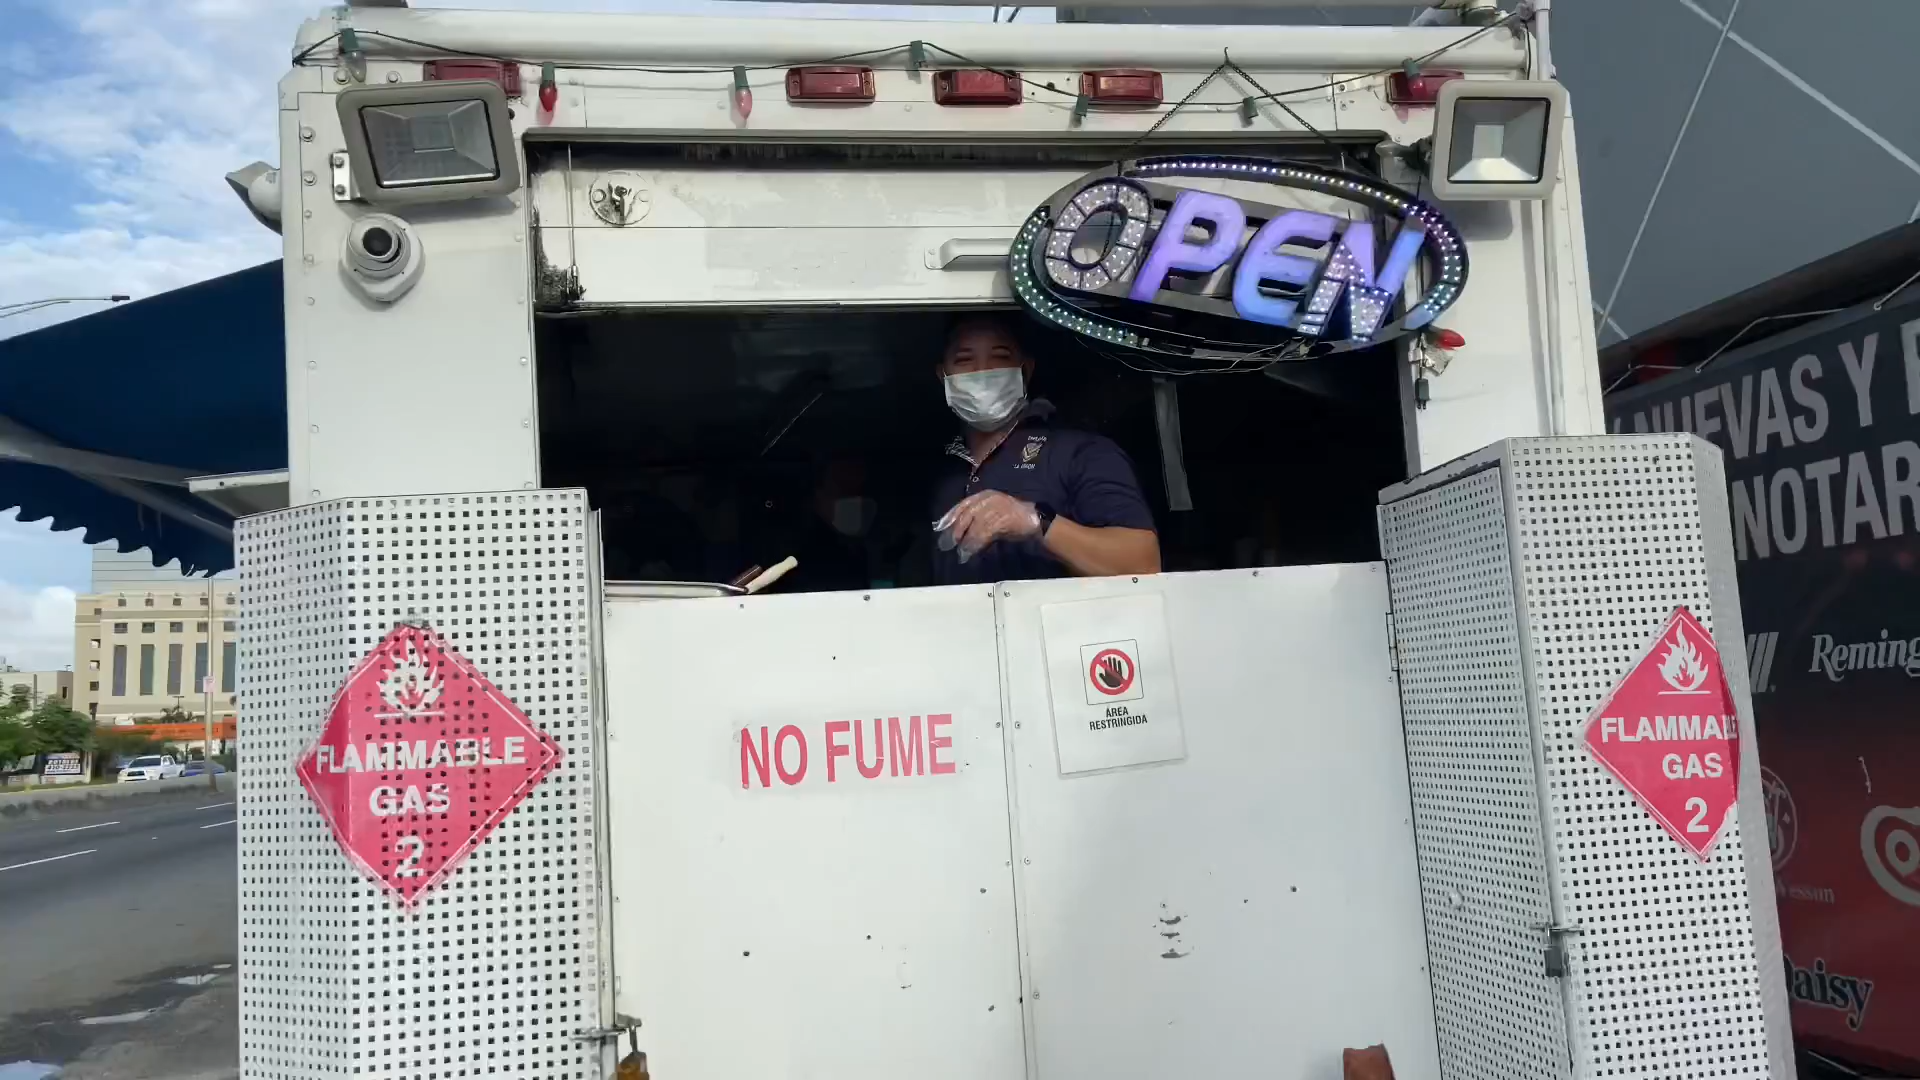 OPEN
NUEVAS Y
NOTAR
FLAMMABLE
GAS
2
NO FUME
ÁREA
RESTRINGIDA
FLAMMABLE
GAS
2
Reming
Daisy